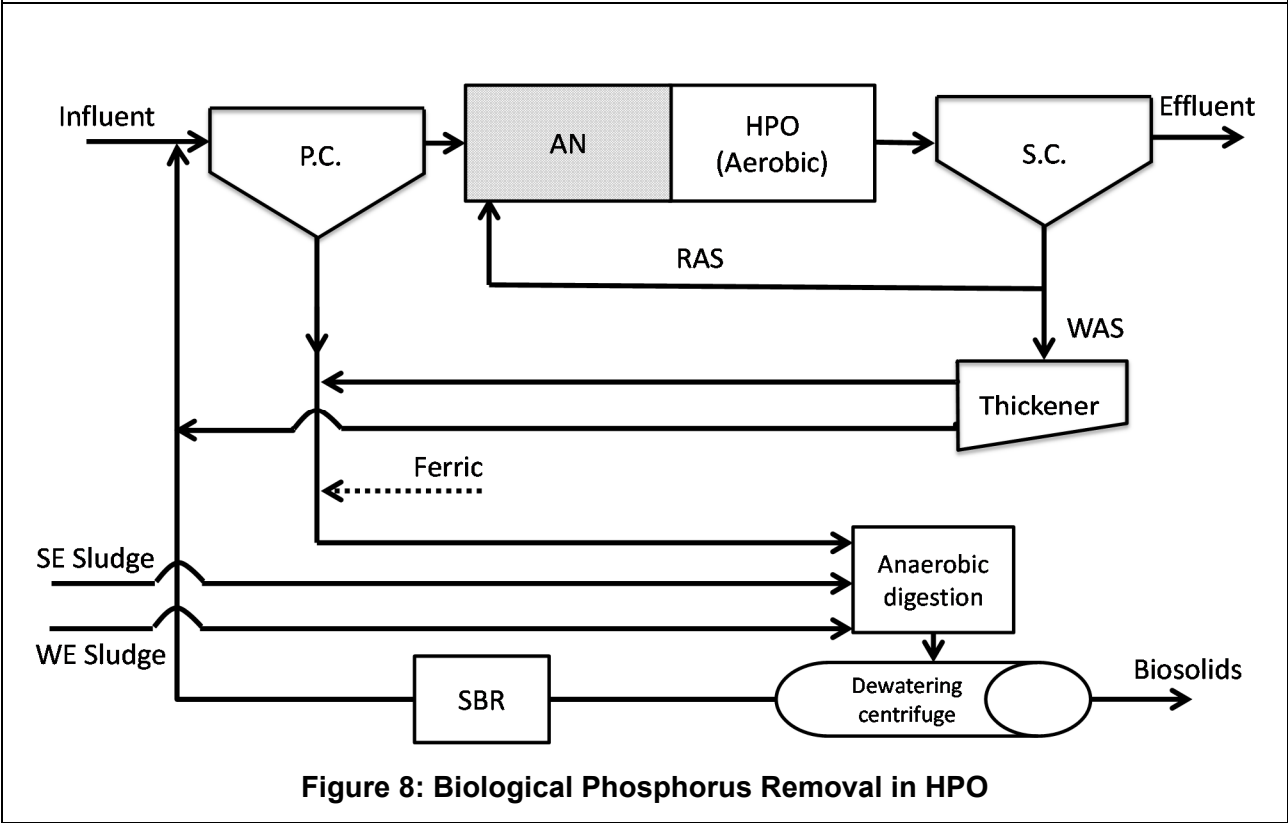 Influent
P.C.
AN
HPO
(Aerobic)
S.C.
Effluent
RAS
WAS
Thickener
Ferric
SE Sludge
WE Sludge
Anaerobic
digestion
SBR
Dewatering
centrifuge
Biosolids
Figure 8: Biological Phosphorus Removal in HPO